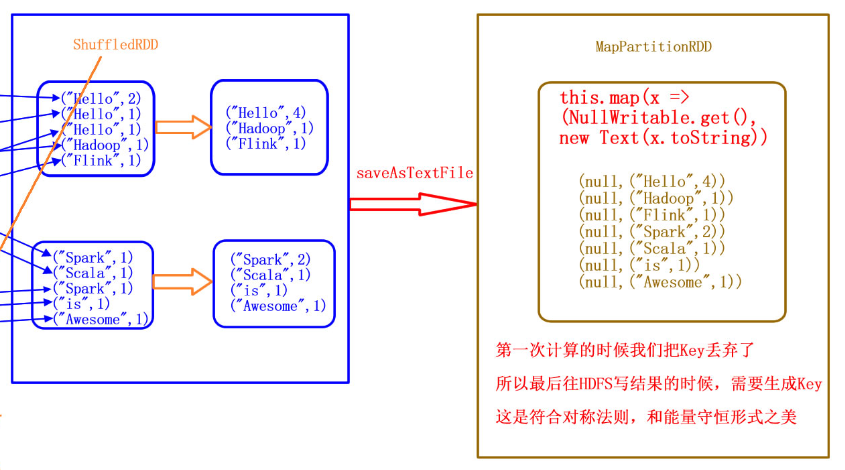 ShuffledRDD
("Hello",2)
("Hello",1)
("Hello",1)
("Hadoop",1)
("Flink",1)
("Hello",4)
("Hadoop",1)
("Flink",1)
("Spark",1)
("Scala",1)
("Spark",1)
("is",1)
("Awesome",1)
("Spark",2)
("Scala",1)
("is",1)
("Awesome",1)
saveAsTextFile
MapPartitionRDD
this.map(x =>
(NullWritable.get(),
new Text(x.toString))
(null,("Hello",4))
(null,("Hadoop",1))
(null,("Flink",1))
(null,("Spark",2))
(null,("Scala",1))
(null,("is",1))
(null,("Awesome",1))
第一次计算的时候我们把Key丢弃了
所以最后往HDFS写结果的时候，需要生成Key
这是符合对称法则，和能量守恒形式之美